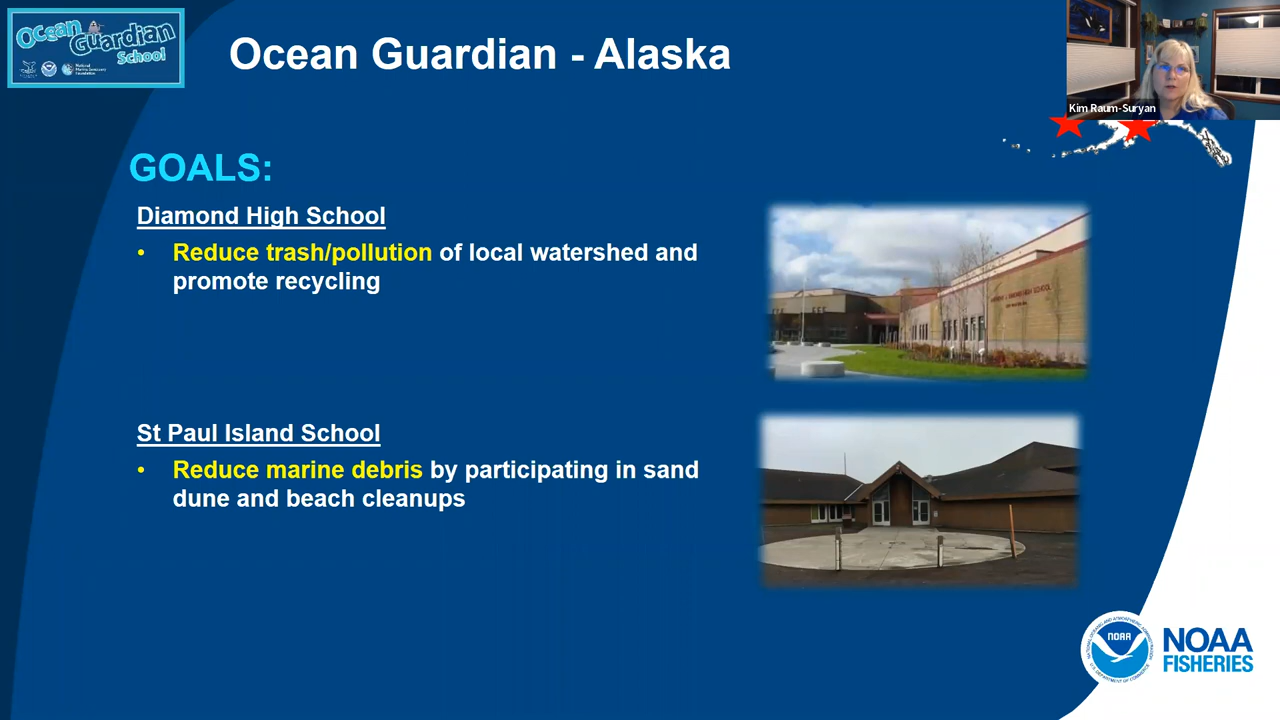 Ocean
Guardian
School
Ocean Guardian - Alaska
Kim Raum-Suryan
GOALS:
Diamond High School
• Reduce trash/pollution of local watershed and
promote recycling
St Paul Island School
• Reduce marine debris by participating in sand
dune and beach cleanups
NOAA
NOAA
FISHERIES